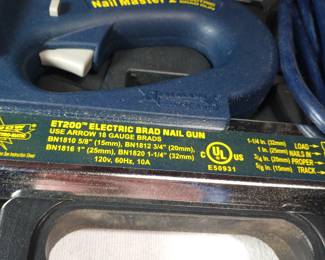 Nail Master 2
ET200™ ELECTRIC BRAD NAIL GUN
USE ARROW 18 GAUGE BRADS
BN1810 5/8" (15mm), BN1812 3/4" (20mm),
BN1816 1" (25mm), BN1820 1-1/4" (32mm)
120v, 60Hz, 10A
C UL US
E50931
1-1/4 in. (32mm) LOAD
1 in. (25mm) NAILS IN
3/4 in. (20mm) PROPER
5/8 in. (15mm) TRACK